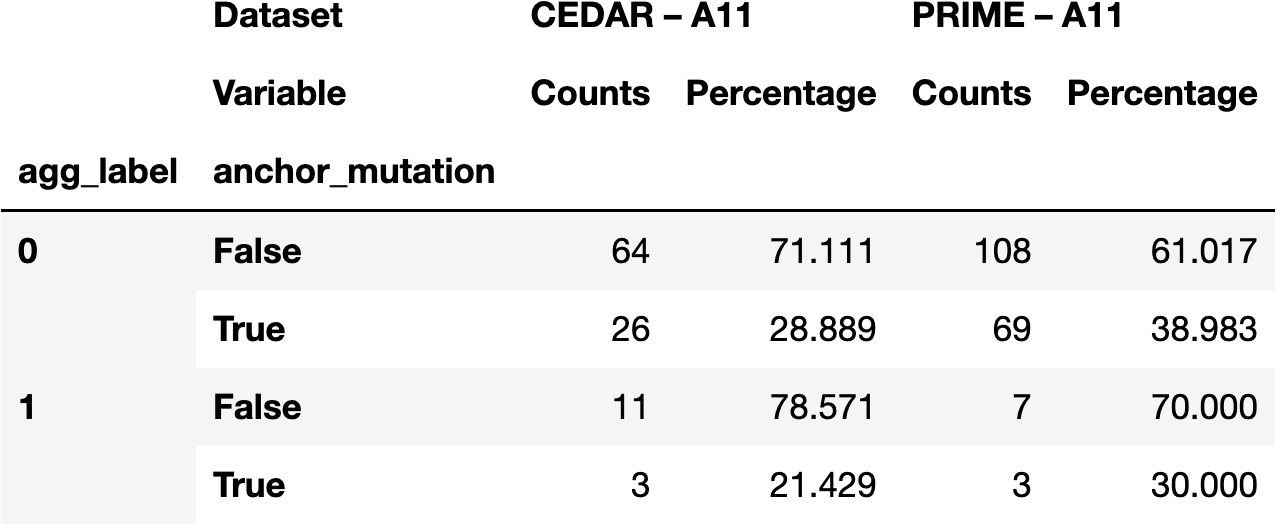 Dataset CEDAR – A11 PRIME – A11
Variable Counts Percentage Counts Percentage
agg_label anchor_mutation
0 False 64 71.111 108 61.017
True 26 28.889 69 38.983
1 False 11 78.571 7 70.000
True 3 21.429 3 30.000